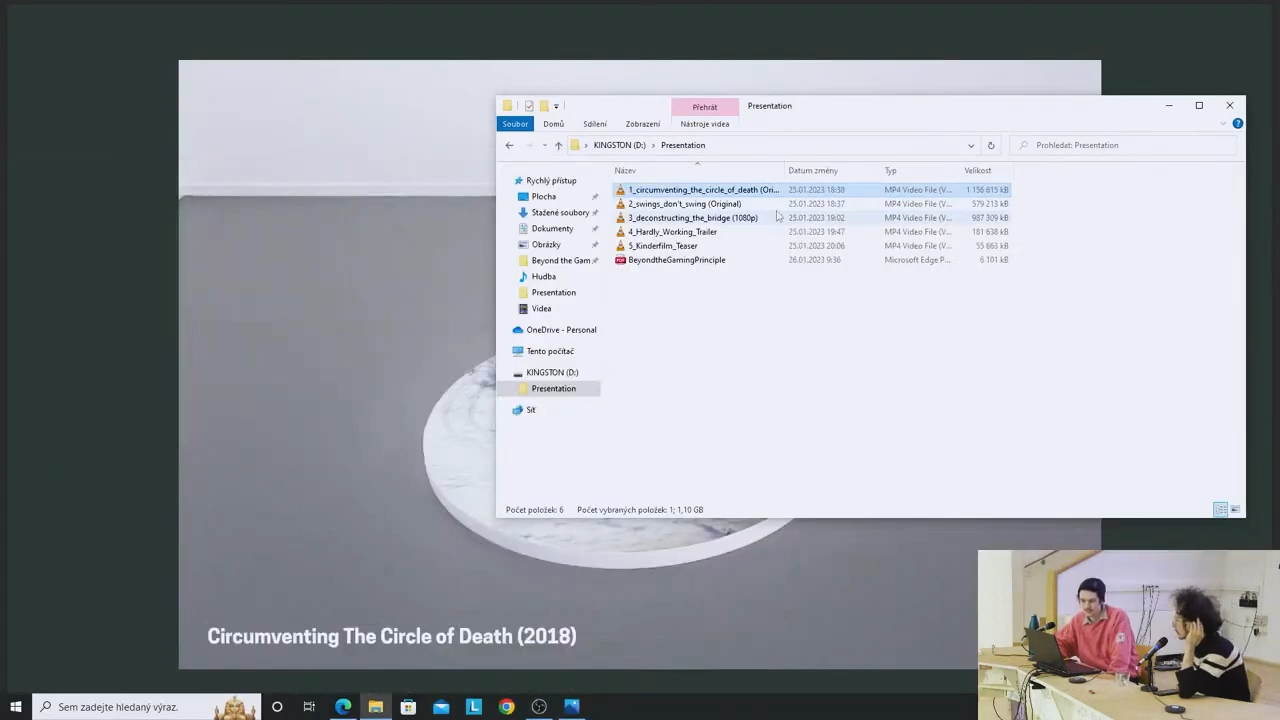 Přehrát
Presentation
Soubor
Domů
Sdílení
Zobrazení
Nástroje videa
KINGSTON (D:)
Presentation
Prohledat: Presentation
Název
Datum změny
Typ
Velikost
1_circumventing_the_circle_of_death (Ori... 25.01.2023 18:38 MP4 Video File (V... 1 156 615 kB
2_swings_don't_swing (Original) 25.01.2023 18:37 MP4 Video File (V... 579 213 kB
3_deconstructing_the_bridge (1080p) 25.01.2023 19:02 MP4 Video File (V... 987 309 kB
4_Hardly_Working_Trailer 25.01.2023 19:47 MP4 Video File (V... 181 638 kB
5_Kinderfilm_Teaser 25.01.2023 20:06 MP4 Video File (V... 55 663 kB
BeyondtheGamingPrinciple 26.01.2023 9:36 Microsoft Edge P... 6 101 kB
Rychlý přístup
Plocha
Stažené soubory
Dokumenty
Obrázky
Beyond the Gam
Hudba
Presentation
Videa
OneDrive - Personal
Tento počítač
KINGSTON (D:)
Presentation
Síť
Počet položek: 6
Počet vybraných položek: 1; 1,10 GB
Circumventing The Circle of Death (2018)
Sem zadejte hledaný výraz.